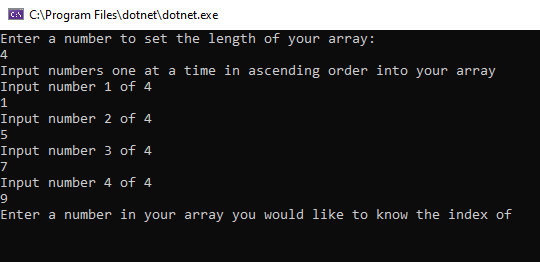 C:\Program Files\dotnet\dotnet.exe
Enter a number to set the length of your array:
4
Input numbers one at a time in ascending order into your array
Input number 1 of 4
1
Input number 2 of 4
5
Input number 3 of 4
7
Input number 4 of 4
9
Enter a number in your array you would like to know the index of